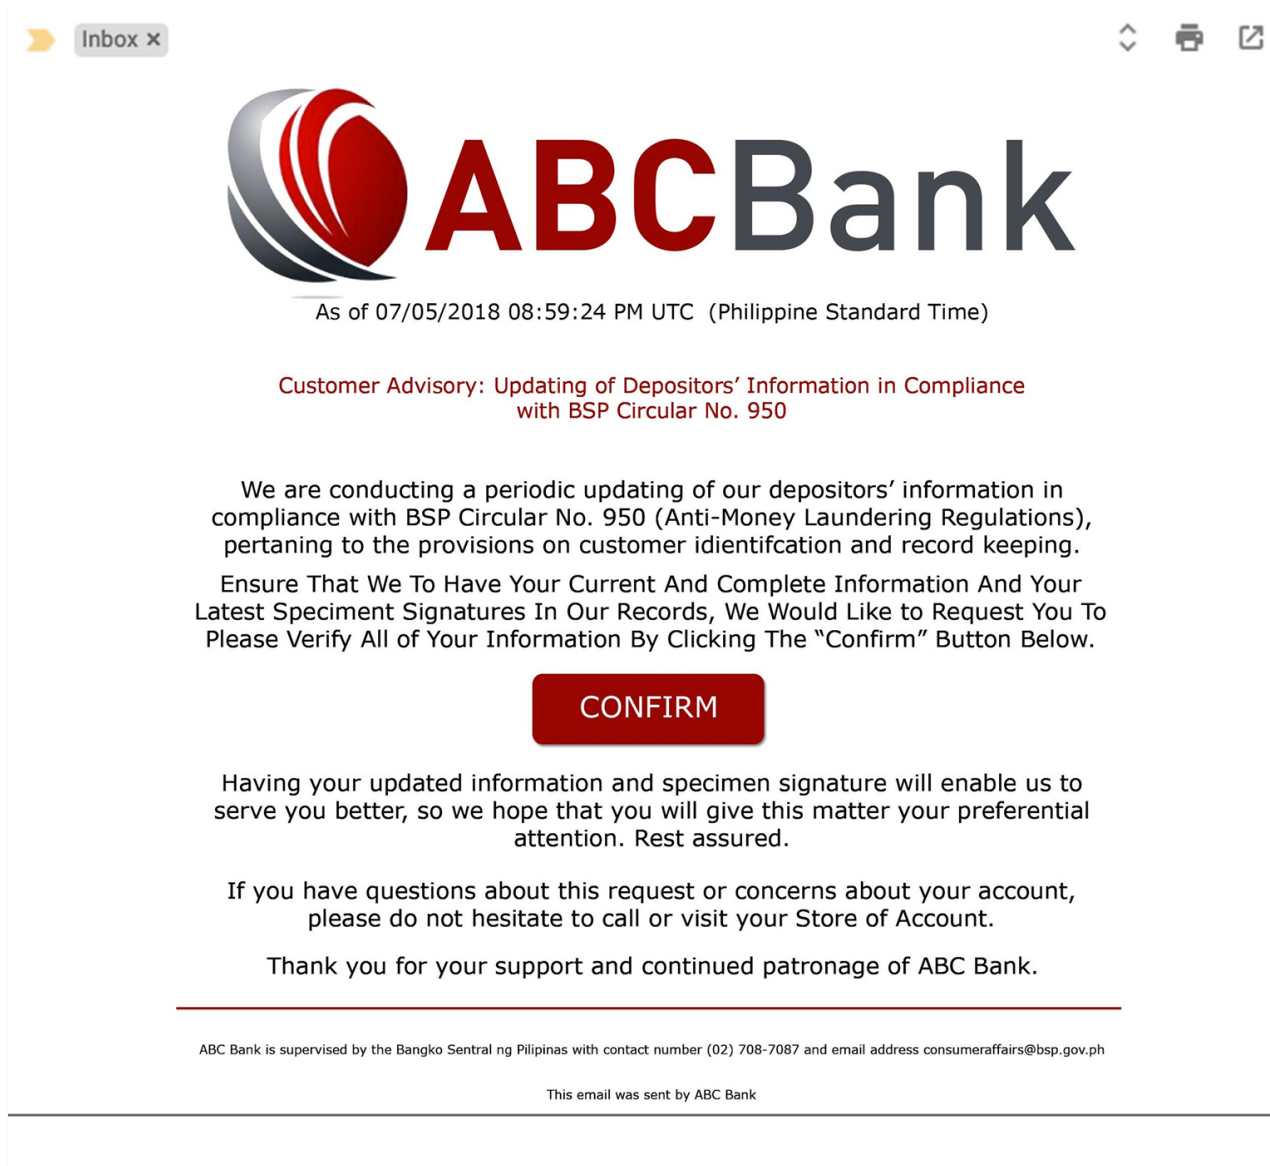 Inbox ×
ABCBank
As of 07/05/2018 08:59:24 PM UTC  (Philippine Standard Time)
Customer Advisory: Updating of Depositors’ Information in Compliance
with BSP Circular No. 950
We are conducting a periodic updating of our depositors’ information in
compliance with BSP Circular No. 950 (Anti-Money Laundering Regulations),
pertaning to the provisions on customer idientifcation and record keeping.
Ensure That We To Have Your Current And Complete Information And Your
Latest Speciment Signatures In Our Records, We Would Like to Request You To
Please Verify All of Your Information By Clicking The “Confirm” Button Below.
CONFIRM
Having your updated information and specimen signature will enable us to
serve you better, so we hope that you will give this matter your preferential
attention. Rest assured.
If you have questions about this request or concerns about your account,
please do not hesitate to call or visit your Store of Account.
Thank you for your support and continued patronage of ABC Bank.
ABC Bank is supervised by the Bangko Sentral ng Pilipinas with contact number (02) 708-7087 and email address consumeraffairs@bsp.gov.ph
This email was sent by ABC Bank